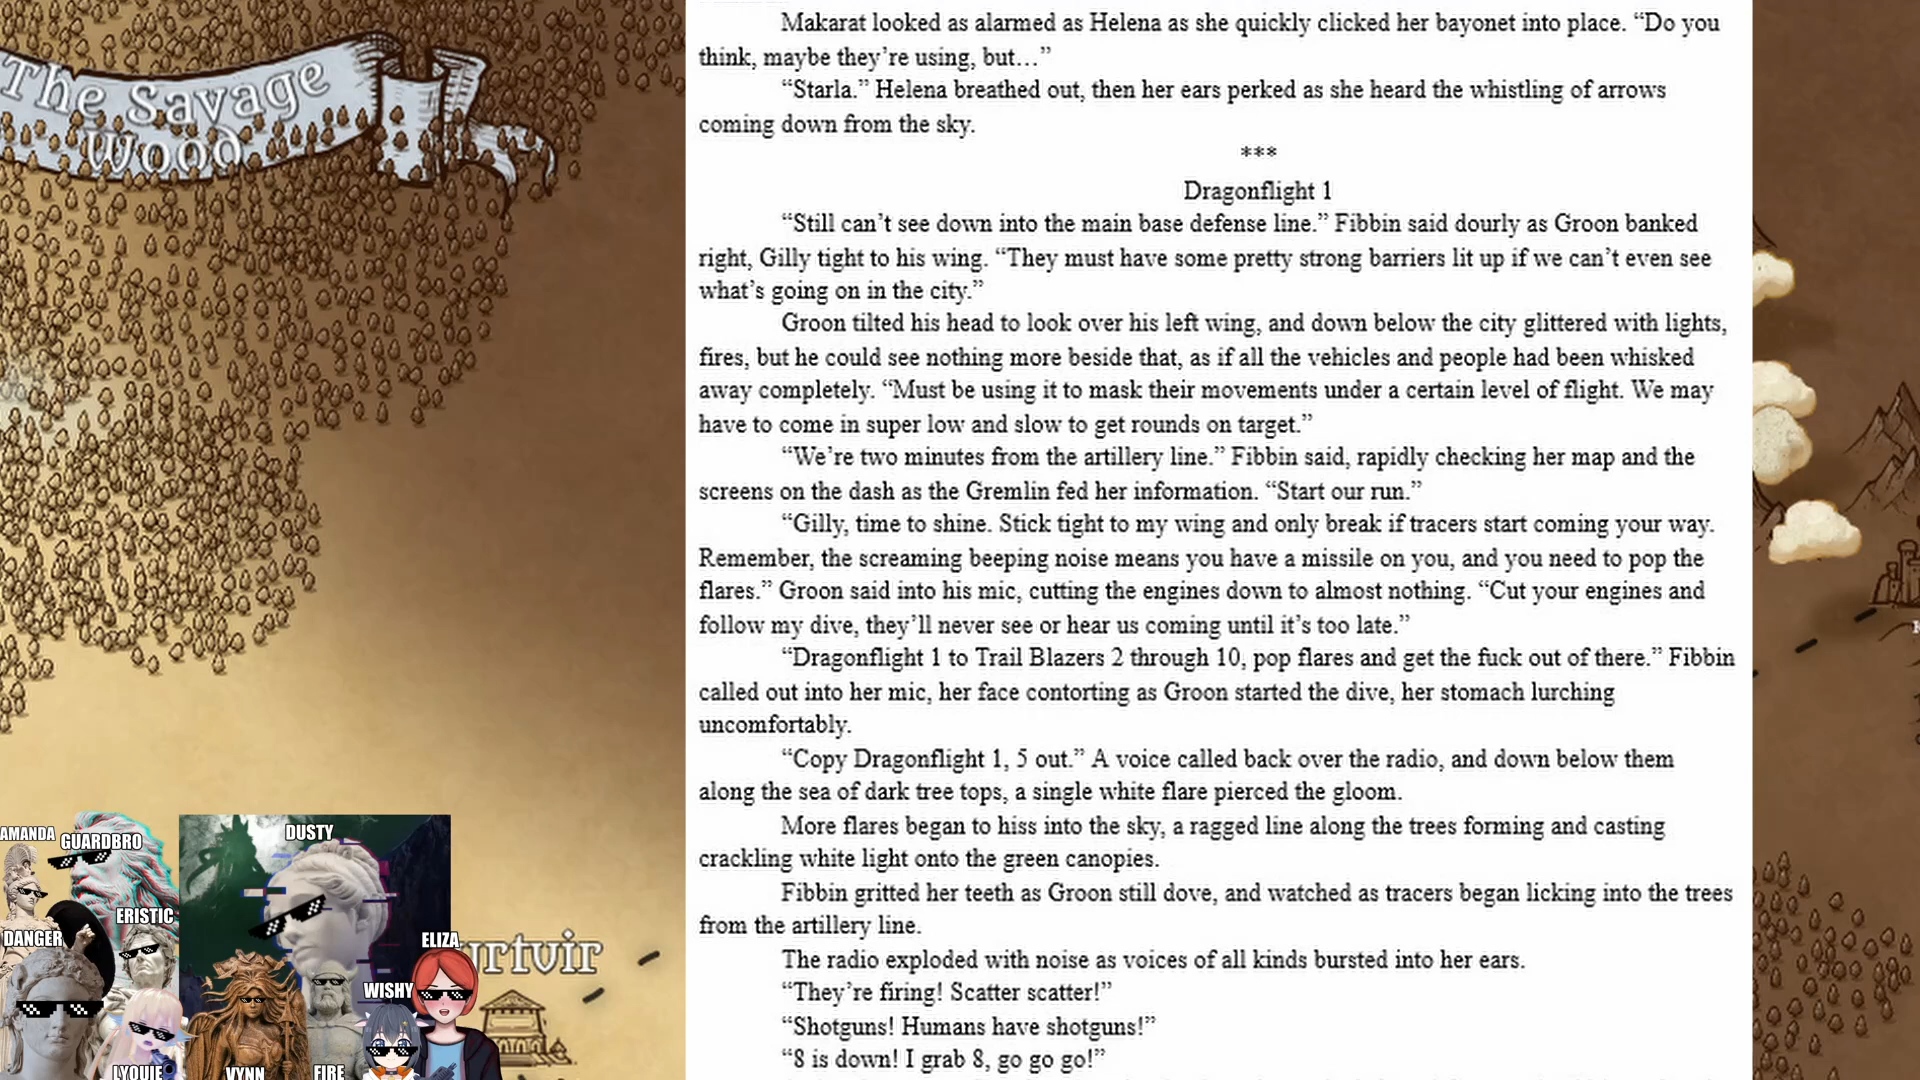 The Savage
Wood
Makarat looked as alarmed as Helena as she quickly clicked her bayonet into place. “Do you
think, maybe they’re using, but…”
“Starla.” Helena breathed out, then her ears perked as she heard the whistling of arrows
coming down from the sky.
***
Dragonflight 1
“Still can’t see down into the main base defense line.” Fibbin said dourly as Groon banked
right, Gilly tight to his wing. “They must have some pretty strong barriers lit up if we can’t even see
what’s going on in the city.”
Groon tilted his head to look over his left wing, and down below the city glittered with lights,
fires, but he could see nothing more beside that, as if all the vehicles and people had been whisked
away completely. “Must be using it to mask their movements under a certain level of flight. We may
have to come in super low and slow to get rounds on target.”
“We’re two minutes from the artillery line.” Fibbin said, rapidly checking her map and the
screens on the dash as the Gremlin fed her information. “Start our run.”
“Gilly, time to shine. Stick tight to my wing and only break if tracers start coming your way.
Remember, the screaming beeping noise means you have a missile on you, and you need to pop the
flares.” Groon said into his mic, cutting the engines down to almost nothing. “Cut your engines and
follow my dive, they’ll never see or hear us coming until it’s too late.”
“Dragonflight 1 to Trail Blazers 2 through 10, pop flares and get the fuck out of there.” Fibbin
called out into her mic, her face contorting as Groon started the dive, her stomach lurching
uncomfortably.
“Copy Dragonflight 1, 5 out.” A voice called back over the radio, and down below them
along the sea of dark tree tops, a single white flare pierced the gloom.
More flares began to hiss into the sky, a ragged line along the trees forming and casting
crackling white light onto the green canopies.
Fibbin gritted her teeth as Groon still dove, and watched as tracers began licking into the trees
from the artillery line.
The radio exploded with noise as voices of all kinds bursted into her ears.
“They’re firing! Scatter scatter!”
“Shotguns! Humans have shotguns!”
“8 is down! I grab 8, go go go!”
AMANDA
GUARDBRO
DUSTY
ERISTIC
DANGER
ELIZA
WISHY
LYQUIE
VYNN
FIRE